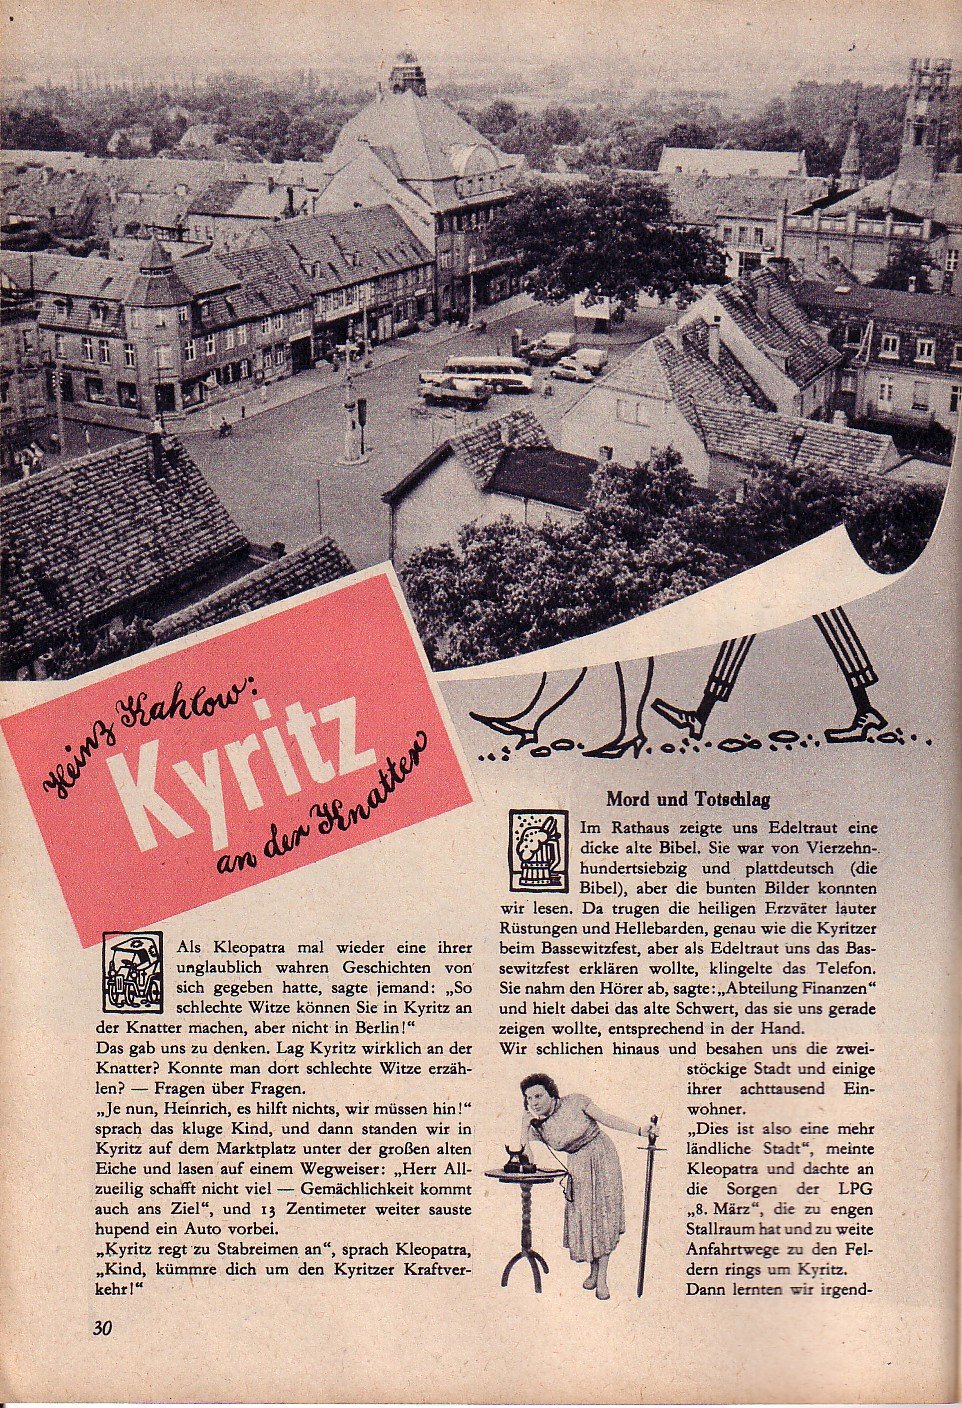 Heinz Kahlow:
Kyritz
an der Knatter
Als Kleopatra mal wieder eine ihrer
unglaublich wahren Geschichten von
sich gegeben hatte, sagte jemand: „So
schlechte Witze können Sie in Kyritz an
der Knatter machen, aber nicht in Berlin!“
Das gab uns zu denken. Lag Kyritz wirklich an der
Knatter? Konnte man dort schlechte Witze erzäh-
len? — Fragen über Fragen.
„Je nun, Heinrich, es hilft nichts, wir müssen hin!“
sprach das kluge Kind, und dann standen wir in
Kyritz auf dem Marktplatz unter der großen alten
Eiche und lasen auf einem Wegweiser: „Herr All-
zueilig schafft nicht viel — Gemächlichkeit kommt
auch ans Ziel“, und 13 Zentimeter weiter sauste
hupend ein Auto vorbei.
„Kyritz regt zu Stabreimen an“, sprach Kleopatra,
„Kind, kümmre dich um den Kyritzer Kraftver-
kehr!“
Mord und Totschlag
Im Rathaus zeigte uns Edeltraut eine
dicke alte Bibel. Sie war von Vierzehn-
hundertsiebzig und plattdeutsch (die
Bibel), aber die bunten Bilder konnten
wir lesen. Da trugen die heiligen Erzväter lauter
Rüstungen und Hellebarden, genau wie die Kyritzer
beim Bassewitzfest, aber als Edeltraut uns das Bas-
sewitzfest erklären wollte, klingelte das Telefon.
Sie nahm den Hörer ab, sagte: „Abteilung Finanzen“
und hielt dabei das alte Schwert, das sie uns gerade
zeigen wollte, entsprechend in der Hand.
Wir schlichen hinaus und besahen uns die zwei-
stöckige Stadt und einige
ihrer achttausend Ein-
wohner.
„Dies ist also eine mehr
ländliche Stadt“, meinte
Kleopatra und dachte an
die Sorgen der LPG
„8. März“, die zu engen
Stallraum hat und zu weite
Anfahrtwege zu den Fel-
dern rings um Kyritz.
Dann lernten wir irgend-
30